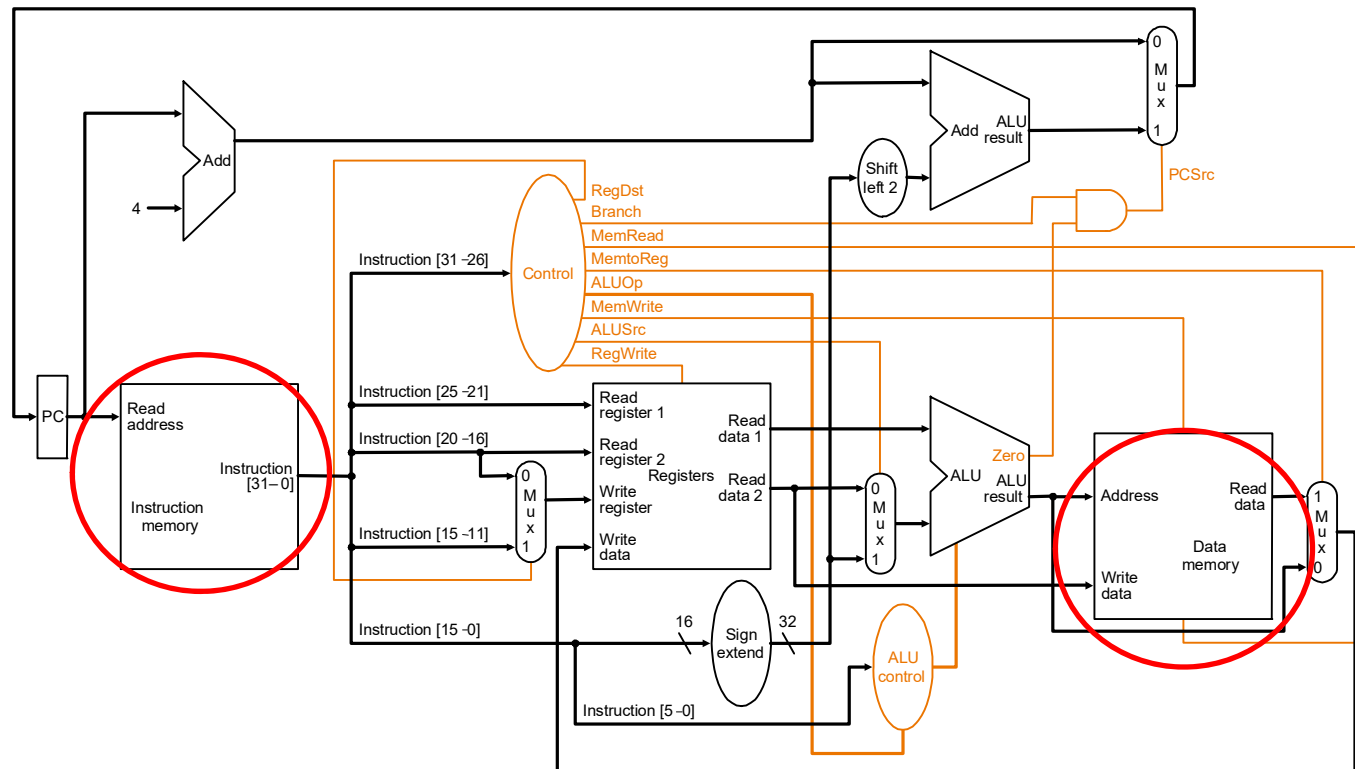 0
M
u
x
1
Add
ALU
result
Add
4
Shift
left 2
PCSrc
RegDst
Branch
MemRead
MemtoReg
ALUOp
MemWrite
ALUSrc
RegWrite
Control
Instruction [31–26]
Instruction [25–21]
Instruction [20–16]
Instruction [15–11]
Instruction [15–0]
Instruction [5–0]
PC
Read
address
Instruction
[31–0]
Instruction
memory
0
M
u
x
1
Read
register 1
Read
register 2
Write
register
Write
data
Registers
Read
data 1
Read
data 2
0
M
u
x
1
Zero
ALU
ALU
result
Address
Write
data
Read
data
Data
memory
1
M
u
x
0
16
Sign
extend
32
ALU
control